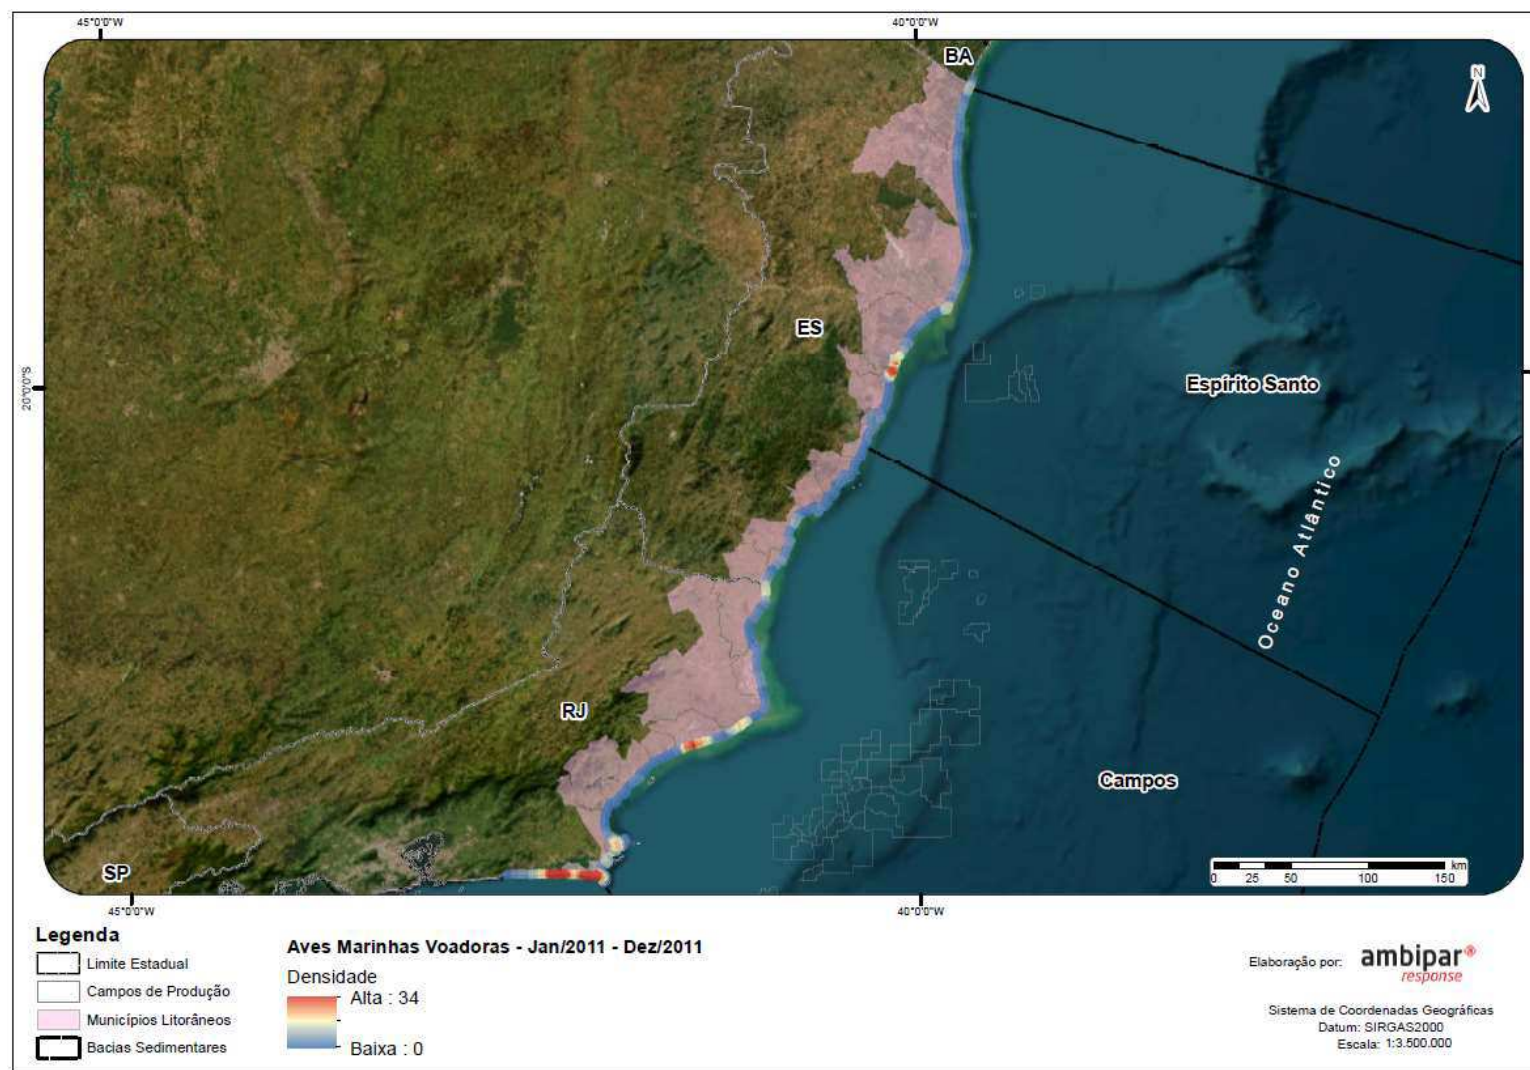 45°0'0"W
40°0'0"W
BA
N
ES
20°0'0"S
Espírito Santo
Oceano Atlântico
RJ
Campos
SP
km
0 25 50 100 150
45°0'0"W
40°0'0"W
Legenda
Limite Estadual
Campos de Produção
Municípios Litorâneos
Bacias Sedimentares
Aves Marinhas Voadoras - Jan/2011 - Dez/2011
Densidade
Alta : 34
Baixa : 0
Elaboração por:
ambipar®
response
Sistema de Coordenadas Geográficas
Datum: SIRGAS2000
Escala: 1:3.500.000